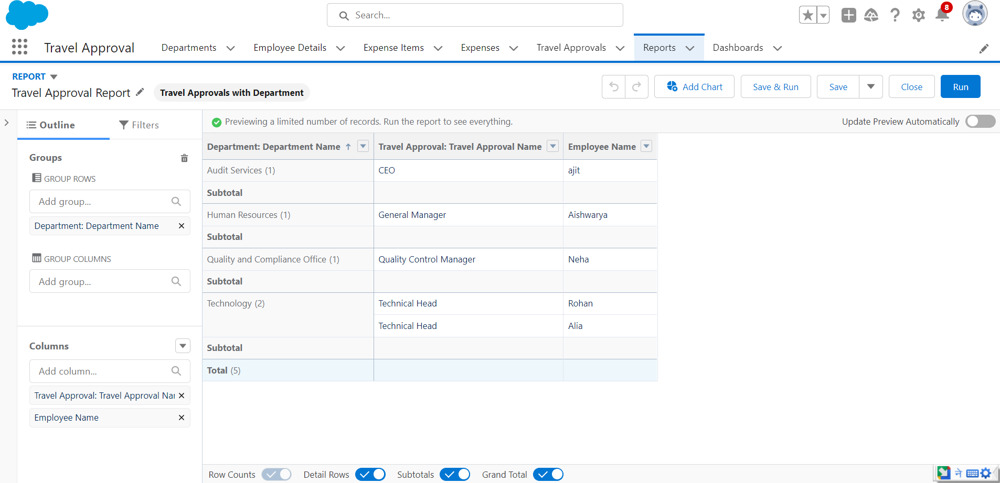 Search...
8
Travel Approval
Departments
Employee Details
Expense Items
Expenses
Travel Approvals
Reports
Dashboards
REPORT
Travel Approval Report
Travel Approvals with Department
Add Chart
Save & Run
Save
Close
Run
Outline
Filters
Previewing a limited number of records. Run the report to see everything.
Update Preview Automatically
Groups
GROUP ROWS
Add group...
Department: Department Name
GROUP COLUMNS
Add group...
Columns
Add column...
Travel Approval: Travel Approval Nar
Employee Name
Department: Department Name Travel Approval: Travel Approval Name Employee Name
Audit Services (1) CEO ajit
Subtotal
Human Resources (1) General Manager Aishwarya
Subtotal
Quality and Compliance Office (1) Quality Control Manager Neha
Subtotal
Technology (2) Technical Head Rohan
Technical Head Alia
Subtotal
Total (5)
Row Counts
Detail Rows
Subtotals
Grand Total